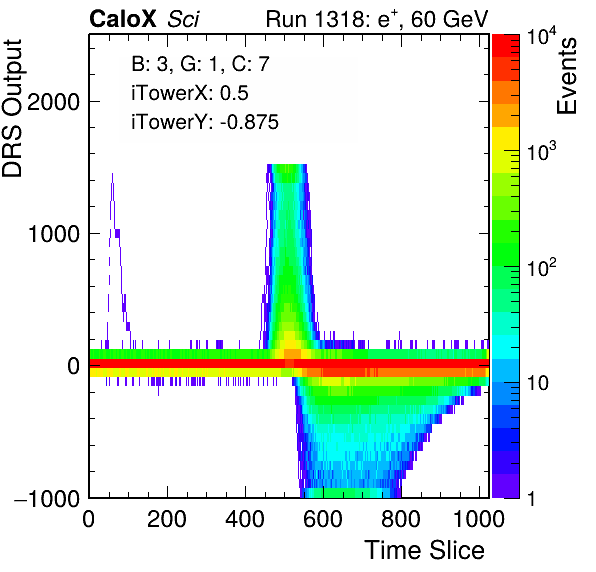 CaloX Sci Run 1318: e⁺, 60 GeV
B: 3, G: 1, C: 7
iTowerX: 0.5
iTowerY: -0.875
DRS Output
2000
1000
0
−1000
0 200 400 600 800 1000
Time Slice
Events
10⁴
10³
10²
10
1